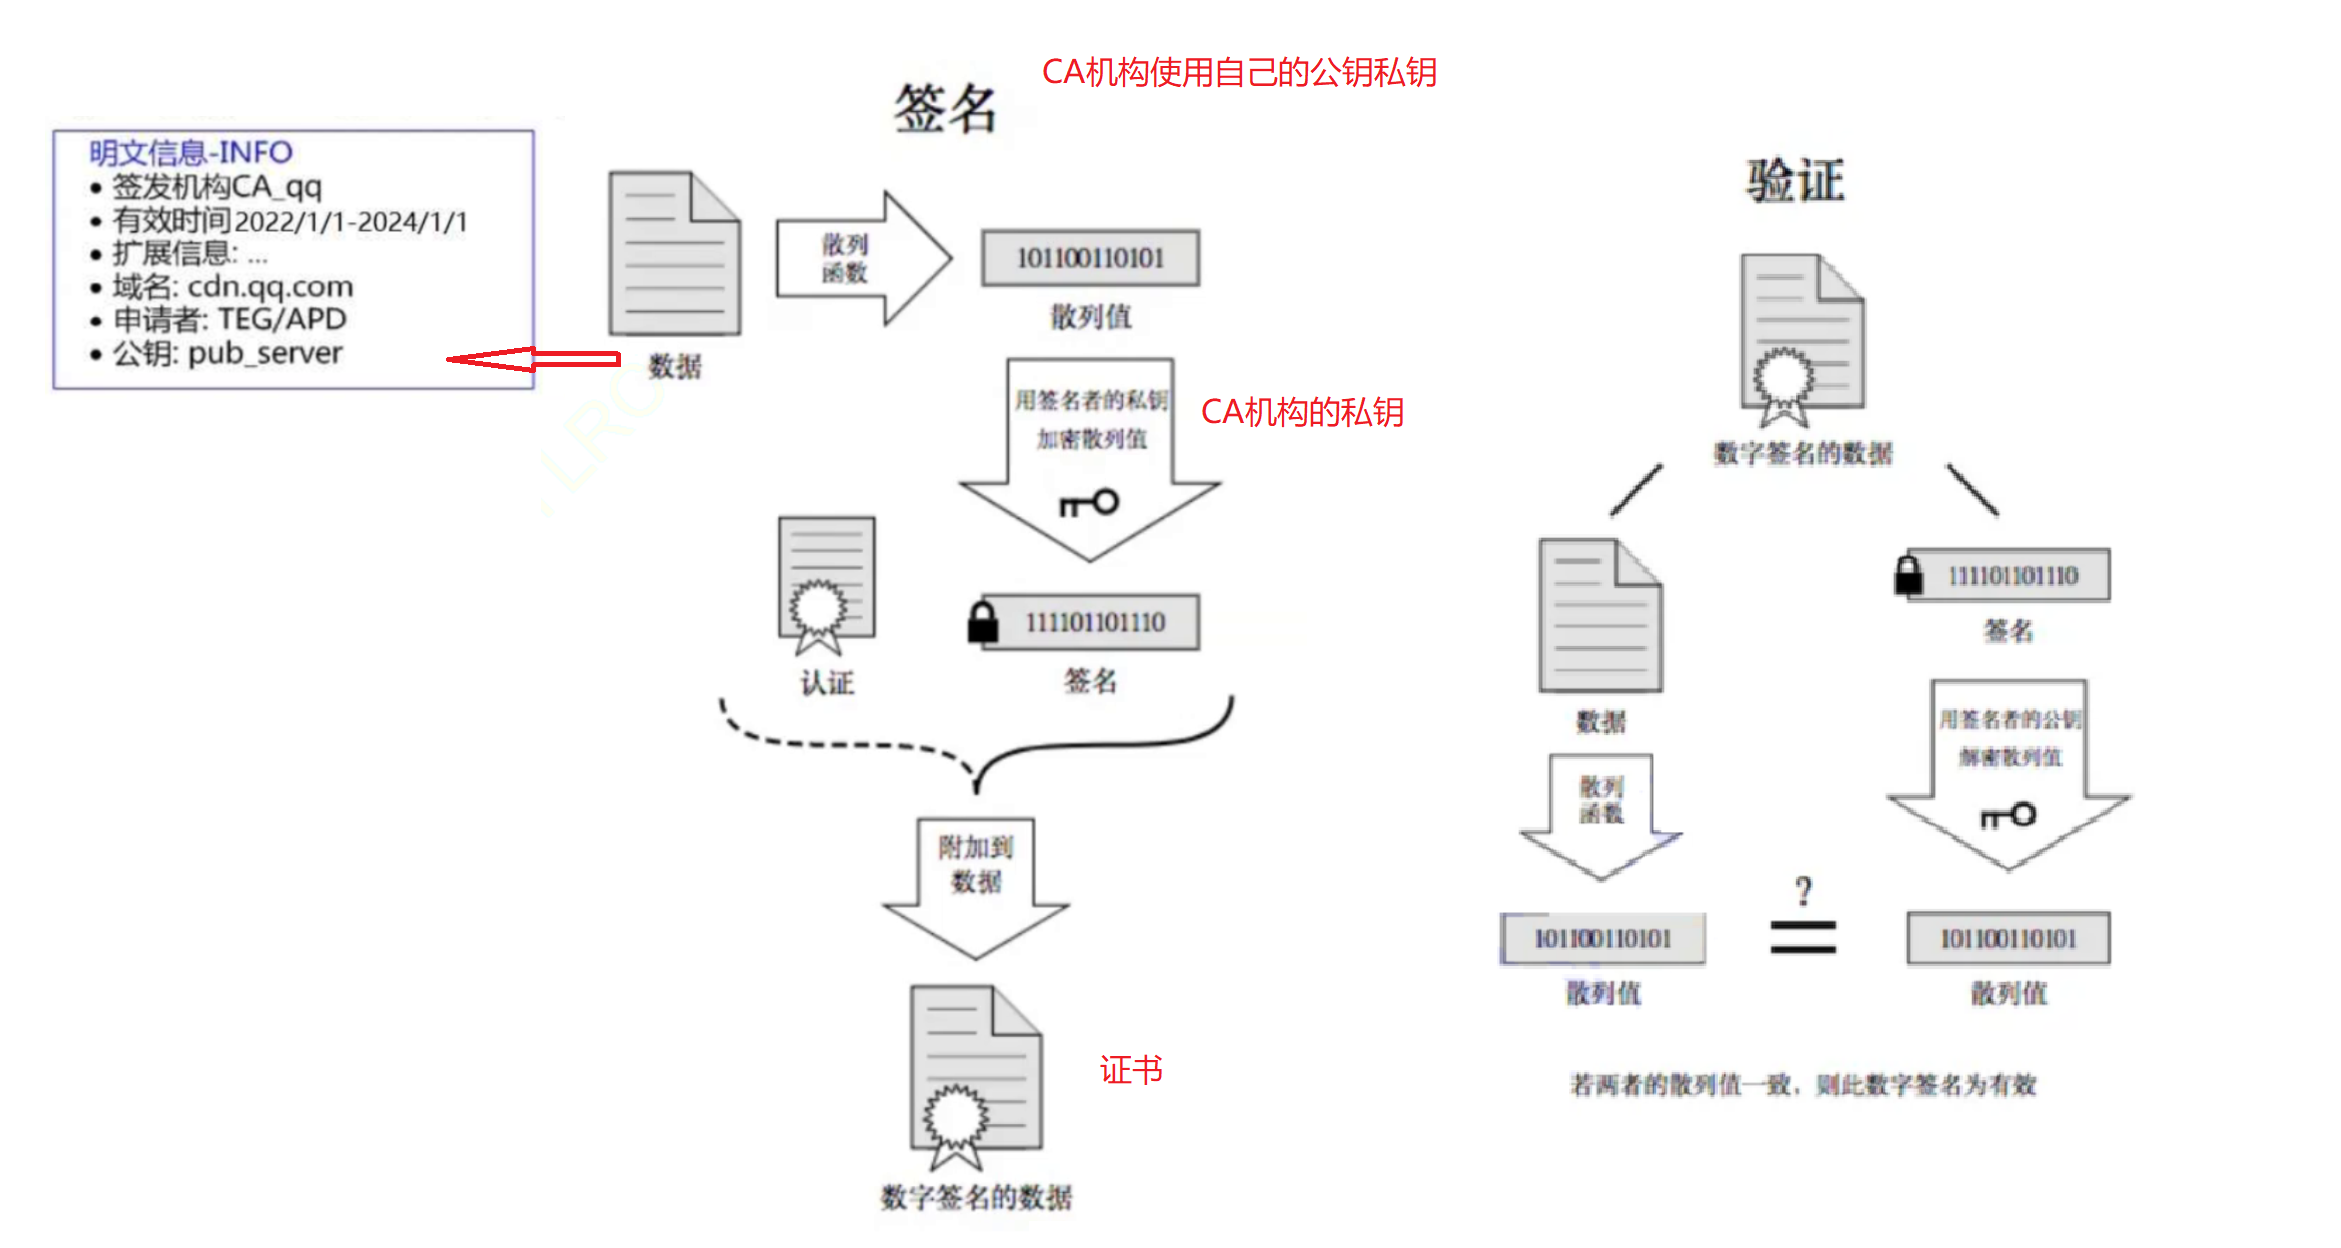 CA机构使用自己的公钥私钥
签名
明文信息-INFO
• 签发机构CA_qq
• 有效时间2022/1/1-2024/1/1
• 扩展信息: ...
• 域名: cdn.qq.com
• 申请者: TEG/APD
• 公钥: pub_server
数据
散列
函数
101100110101
散列值
用签名者的私钥
加密散列值
CA机构的私钥
认证
111101101110
签名
附加到
数据
证书
数字签名的数据
验证
数字签名的数据
数据
111101101110
签名
散列
函数
用签名者的公钥
解密散列值
101100110101
散列值
?
101100110101
散列值
若两者的散列值一致，则此数字签名为有效